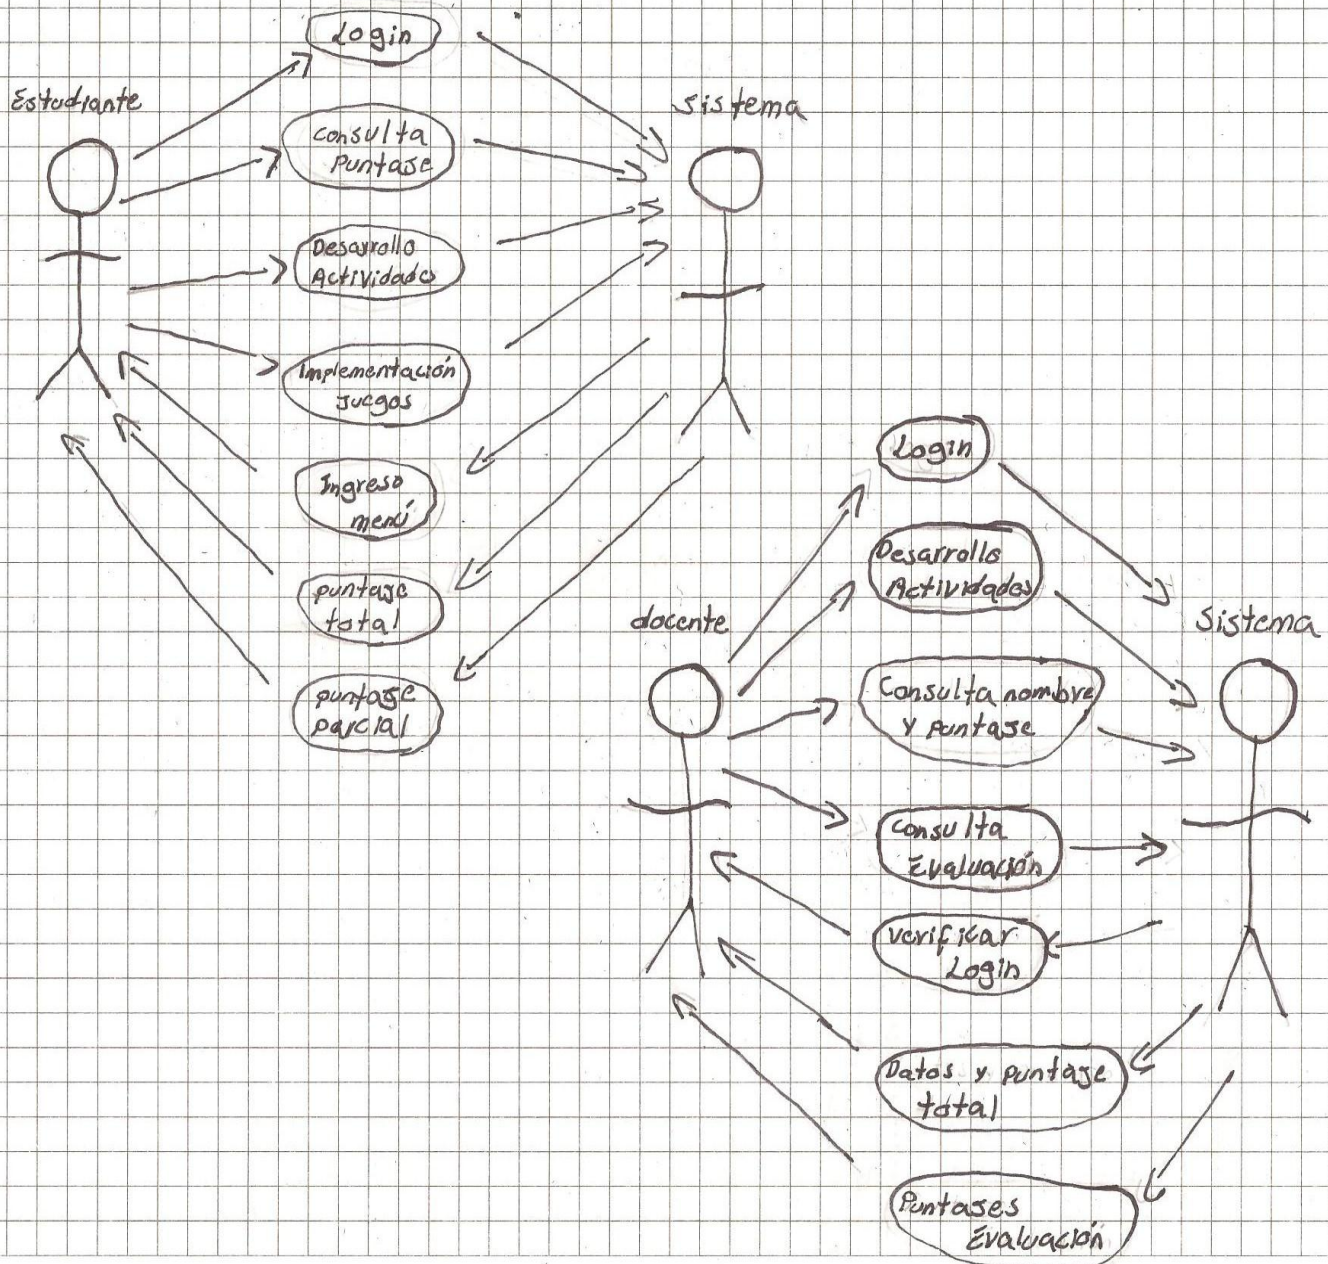 Login
Estudiante
Sistema
Consulta
Puntaje
Desarrollo
Actividades
Implementación
Juegos
Ingreso
menú
puntaje
total
puntaje
parcial
Login
Desarrollo
Actividades
docente
Sistema
Consulta nombre
y puntaje
Consulta
Evaluación
Verificar
Login
Datos y puntaje
total
Puntajes
Evaluación